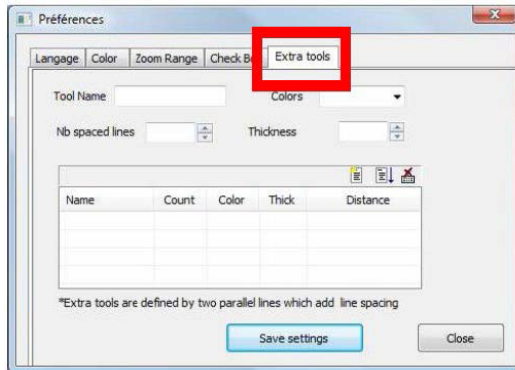 Préférences
Langage Color Zoom Range Check Extra tools
Tool Name Colors
Nb spaced lines Thickness
Name Count Color Thick Distance
*Extra tools are defined by two parallel lines which add line spacing
Save settings Close